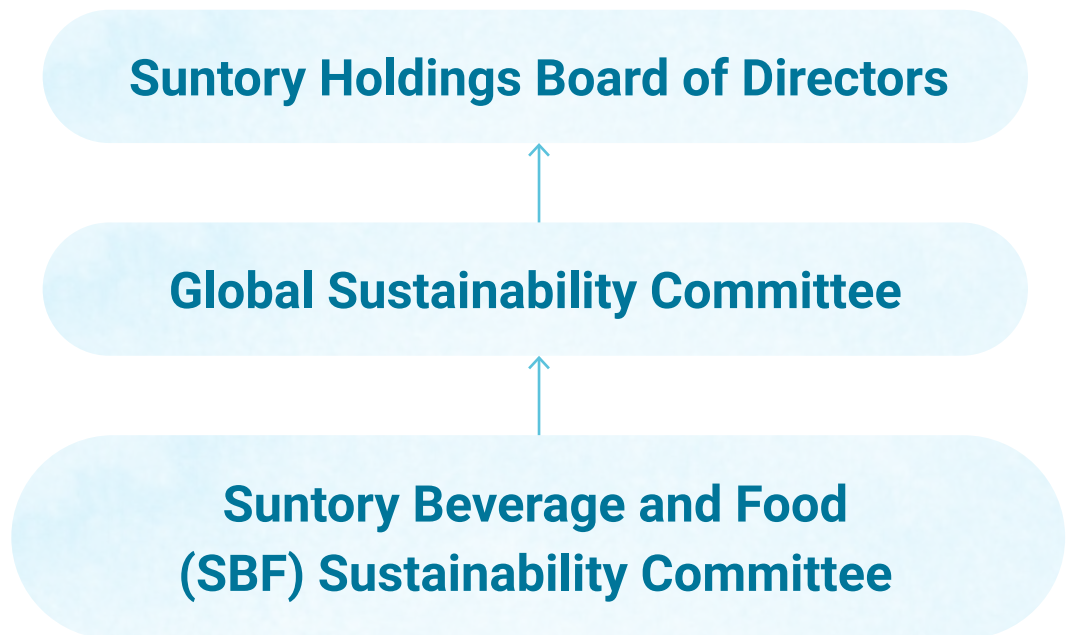 Suntory Holdings Board of Directors
Global Sustainability Committee
Suntory Beverage and Food
(SBF) Sustainability Committee